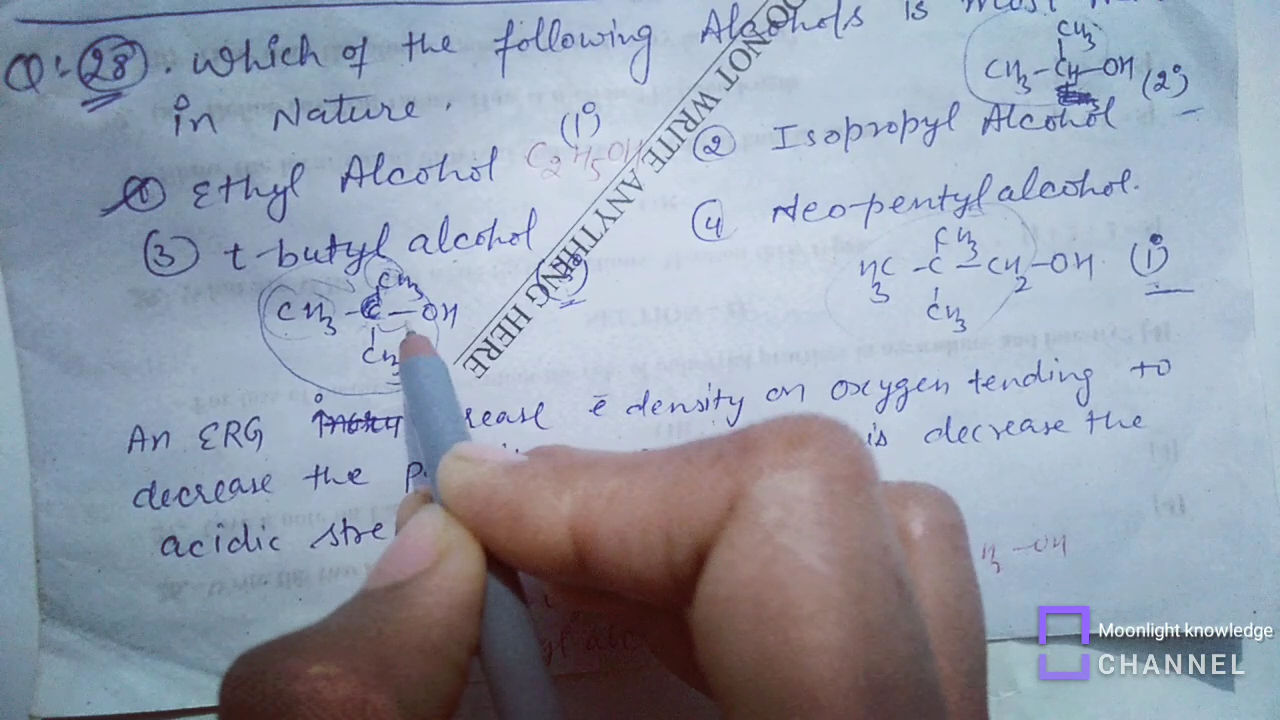 Q:- 28. Which of the following Alcohols is most
in Nature.
① Ethyl Alcohol C2H5OH (1°)
② Isopropyl Alcohol
CH3
CH3-CH-OH (2°)
③ t-butyl alcohol
CH3
CH3-C-OH
CH3
④ Neo-pentyl alcohol.
CH3
H3C-C-CH2-OH (1°)
CH3
DO NOT WRITE ANYTHING HERE
An ERG increase ē density on oxygen tending to
decrease the is decrease the
acidic
-OH
Moonlight knowledge
CHANNEL